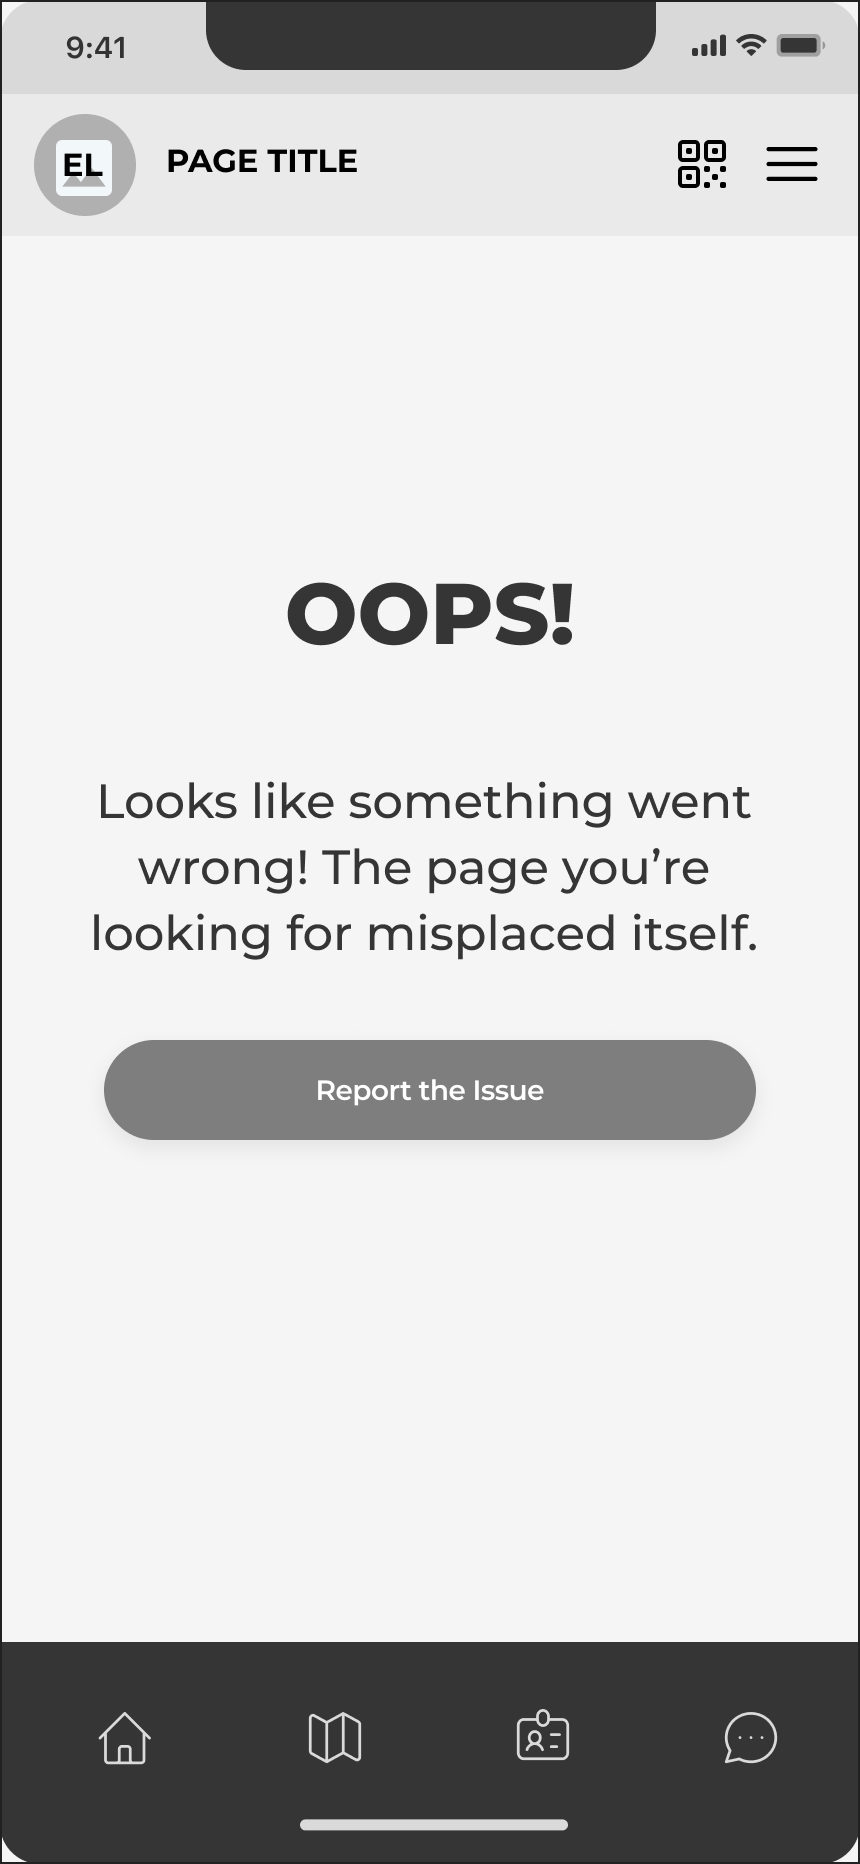 9:41
EL
PAGE TITLE
OOPS!
Looks like something went
wrong! The page you’re
looking for misplaced itself.
Report the Issue